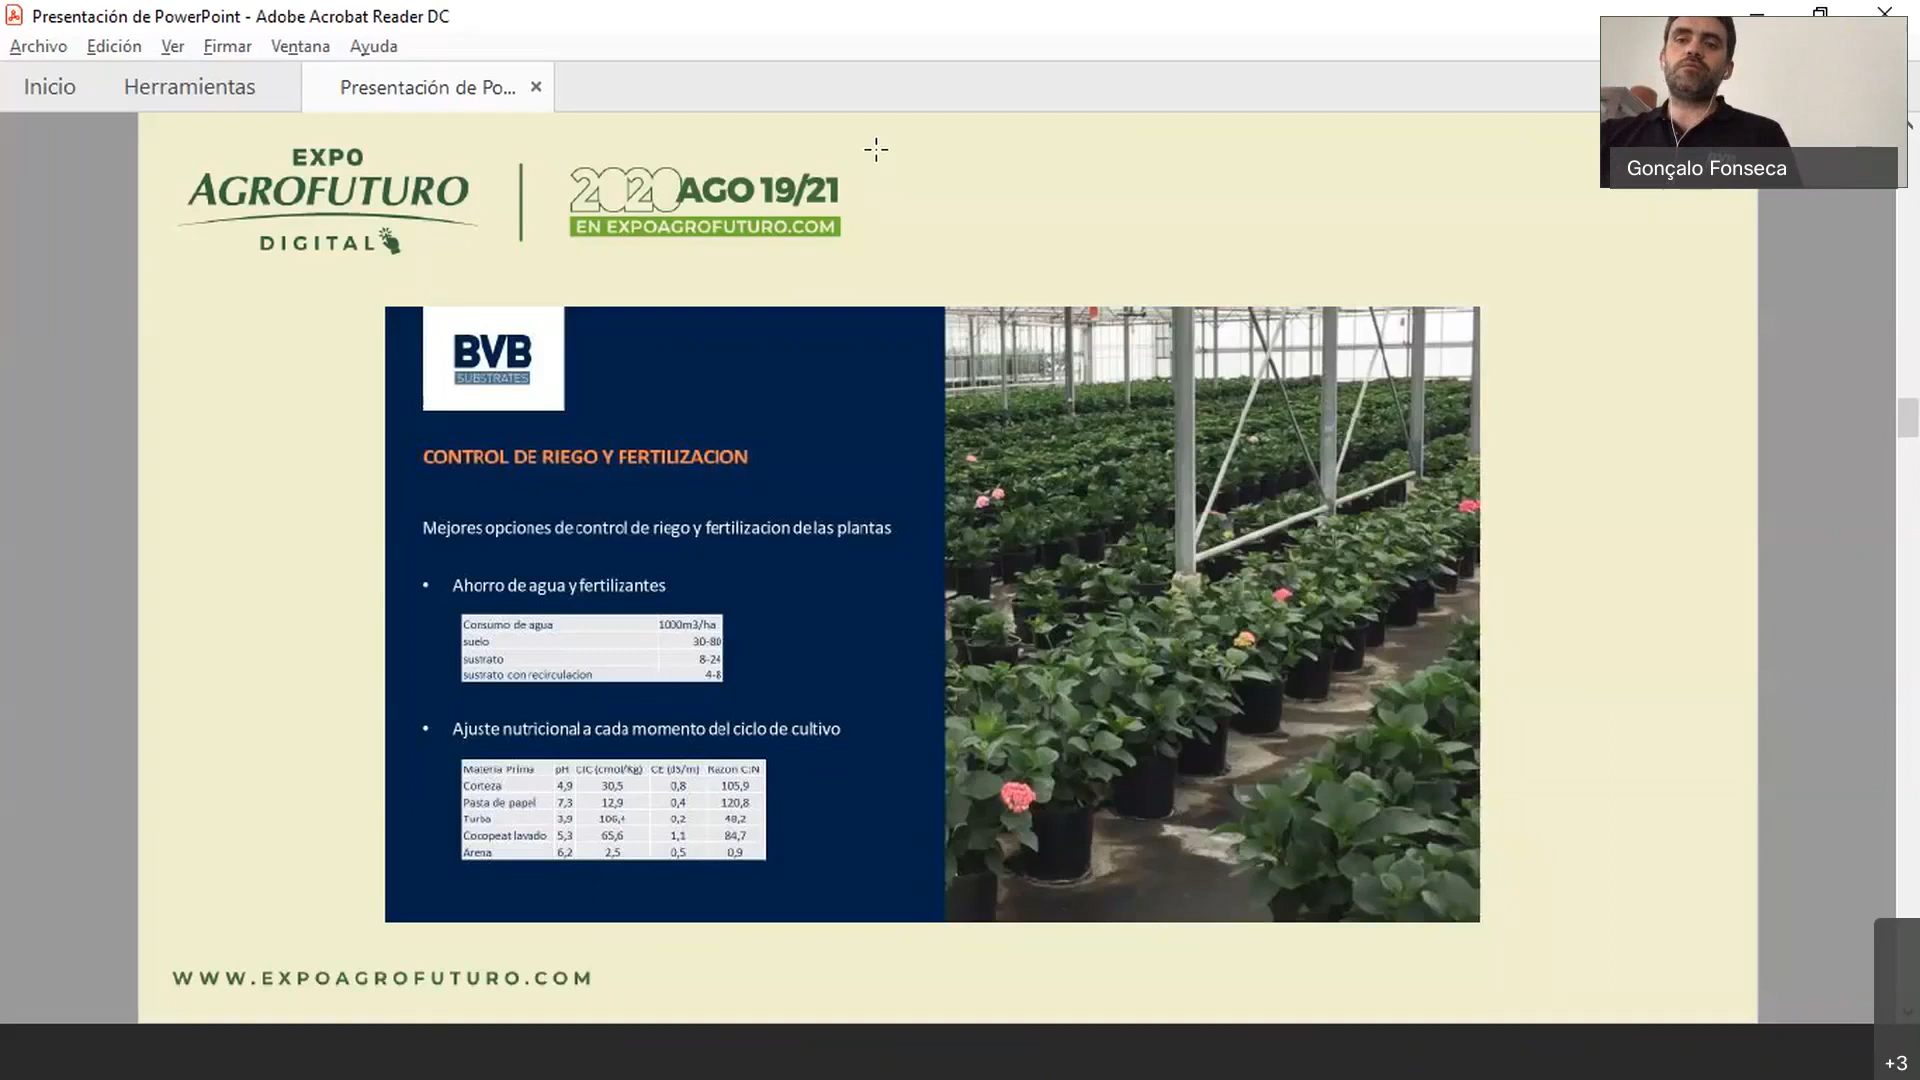 Presentación de PowerPoint - Adobe Acrobat Reader DC
Archivo Edición Ver Firmar Ventana Ayuda
Inicio Herramientas Presentación de Po... ×
Gonçalo Fonseca
EXPO
AGROFUTURO
DIGITAL
2020 AGO 19/21
EN EXPOAGROFUTURO.COM
BVB
SUBSTRATES
CONTROL DE RIEGO Y FERTILIZACION
Mejores opciones de control de riego y fertilizacion de las plantas
• Ahorro de agua y fertilizantes
Consumo de agua 1000m3/ha
suelo 30-80
sustrato 8-24
sustrato con recirculacion 4-8
• Ajuste nutricional a cada momento del ciclo de cultivo
Materia Prima pH CIC (cmol/Kg) CE (dS/m) Razon C:N
Corteza 4,9 30,5 0,8 105,9
Pasta de papel 7,3 12,9 0,4 120,8
Turba 3,9 106,4 0,2 48,2
Cocopeat lavado 5,3 65,6 1,1 84,7
Arena 6,2 2,5 0,5 0,9
WWW.EXPOAGROFUTURO.COM
+3